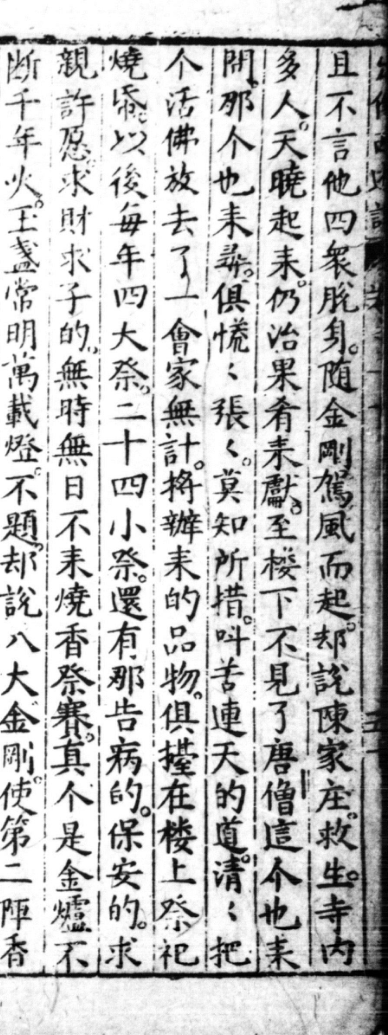 且不言他四衆脫身。隨金剛駕風而起。却說陳家庄。救生寺內
多人。天曉起来。仍治果肴来獻。至楼下不見了唐僧這个也来
問。那个也来尋。俱慌〻張〻。莫知所措。叫苦連天的道。清〻把
个活佛放去了。一會家無計。將辦来的品物。俱擡在楼上祭祀
燒帋。以後每年四大祭。二十四小祭。還有那告病的。保安的。求
親許愿。求財求子的。無時無日不来燒香祭賽。真个是金爐不
断千年火。玉盞常明萬載燈。不題。却說八大金剛。使第二陣香